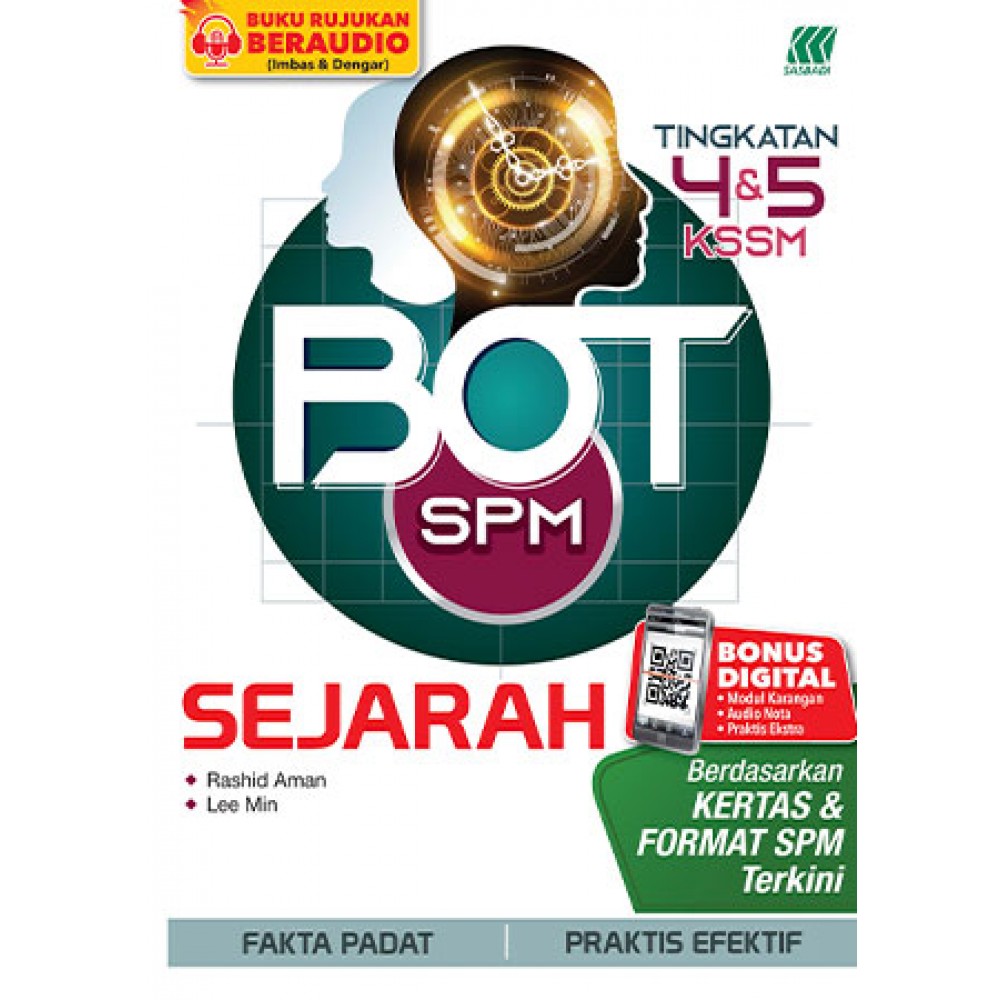 BUKU RUJUKAN
BERAUDIO
(Imbas & Dengar)
SASBADI
TINGKATAN
4&5
KSSM
BOT
SPM
SEJARAH
Rashid Aman
Lee Min
BONUS
DIGITAL
• Modul Karangan
• Audio Nota
• Praktis Ekstra
Berdasarkan
KERTAS &
FORMAT SPM
Terkini
FAKTA PADAT
PRAKTIS EFEKTIF